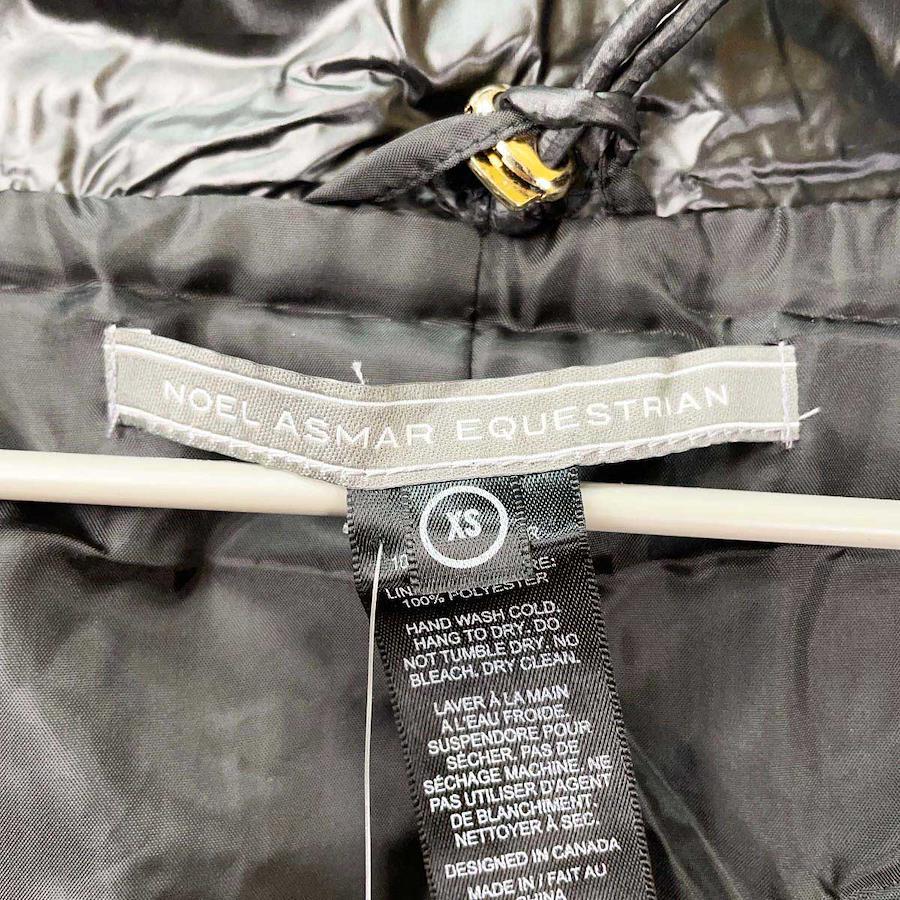 NOEL ASMAR EQUESTRIAN
XS
100% POLYESTER
HAND WASH COLD.
HANG TO DRY. DO
NOT TUMBLE DRY. NO
BLEACH. DRY CLEAN.
LAVER À LA MAIN
À L'EAU FROIDE.
SUSPENDORE POUR
SÉCHER, PAS DE
SÉCHAGE MACHINE. NE
PAS UTILISER D'AGENT
DE BLANCHIMENT.
NETTOYER À SEC.
DESIGNED IN CANADA
MADE IN / FAIT AU
CHINA